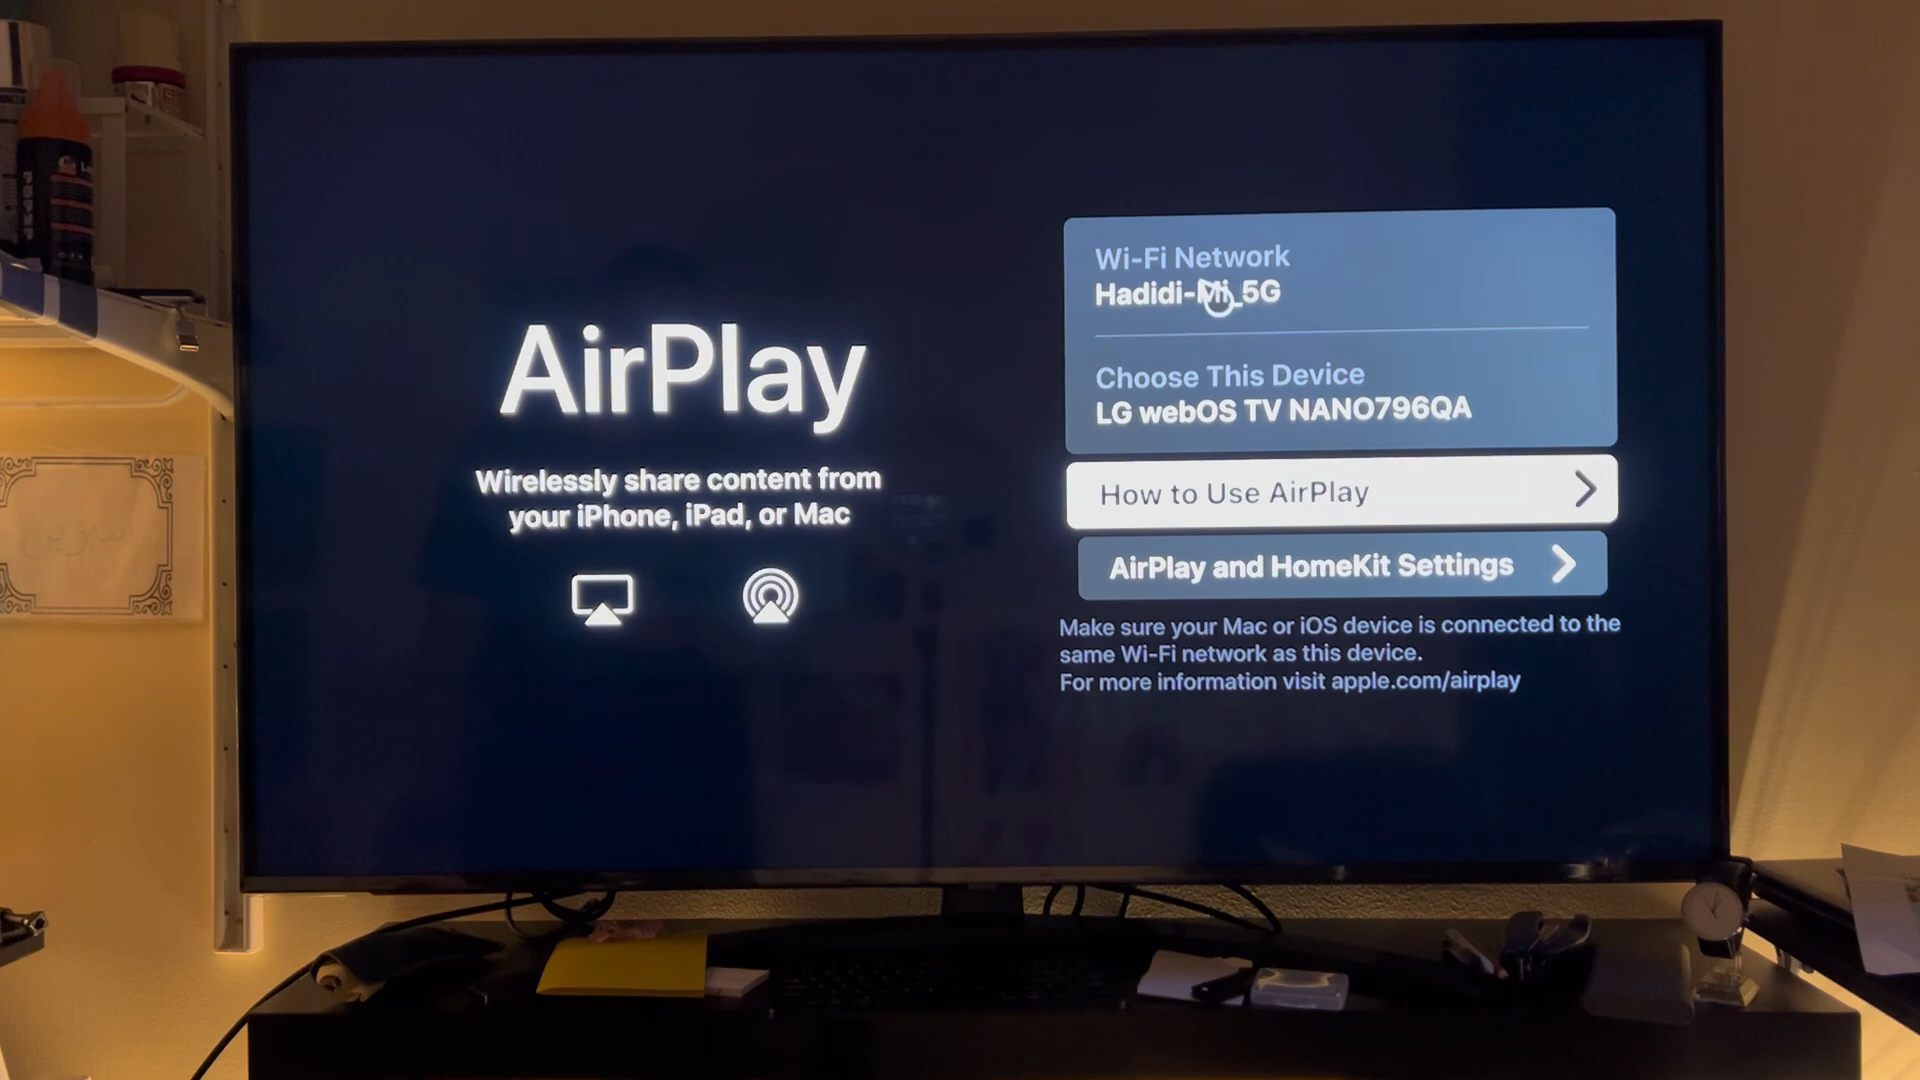 AirPlay
Wirelessly share content from
your iPhone, iPad, or Mac
Wi-Fi Network
Hadidi-Mi_5G
Choose This Device
LG webOS TV NANO796QA
How to Use AirPlay
AirPlay and HomeKit Settings
Make sure your Mac or iOS device is connected to the
same Wi-Fi network as this device.
For more information visit apple.com/airplay